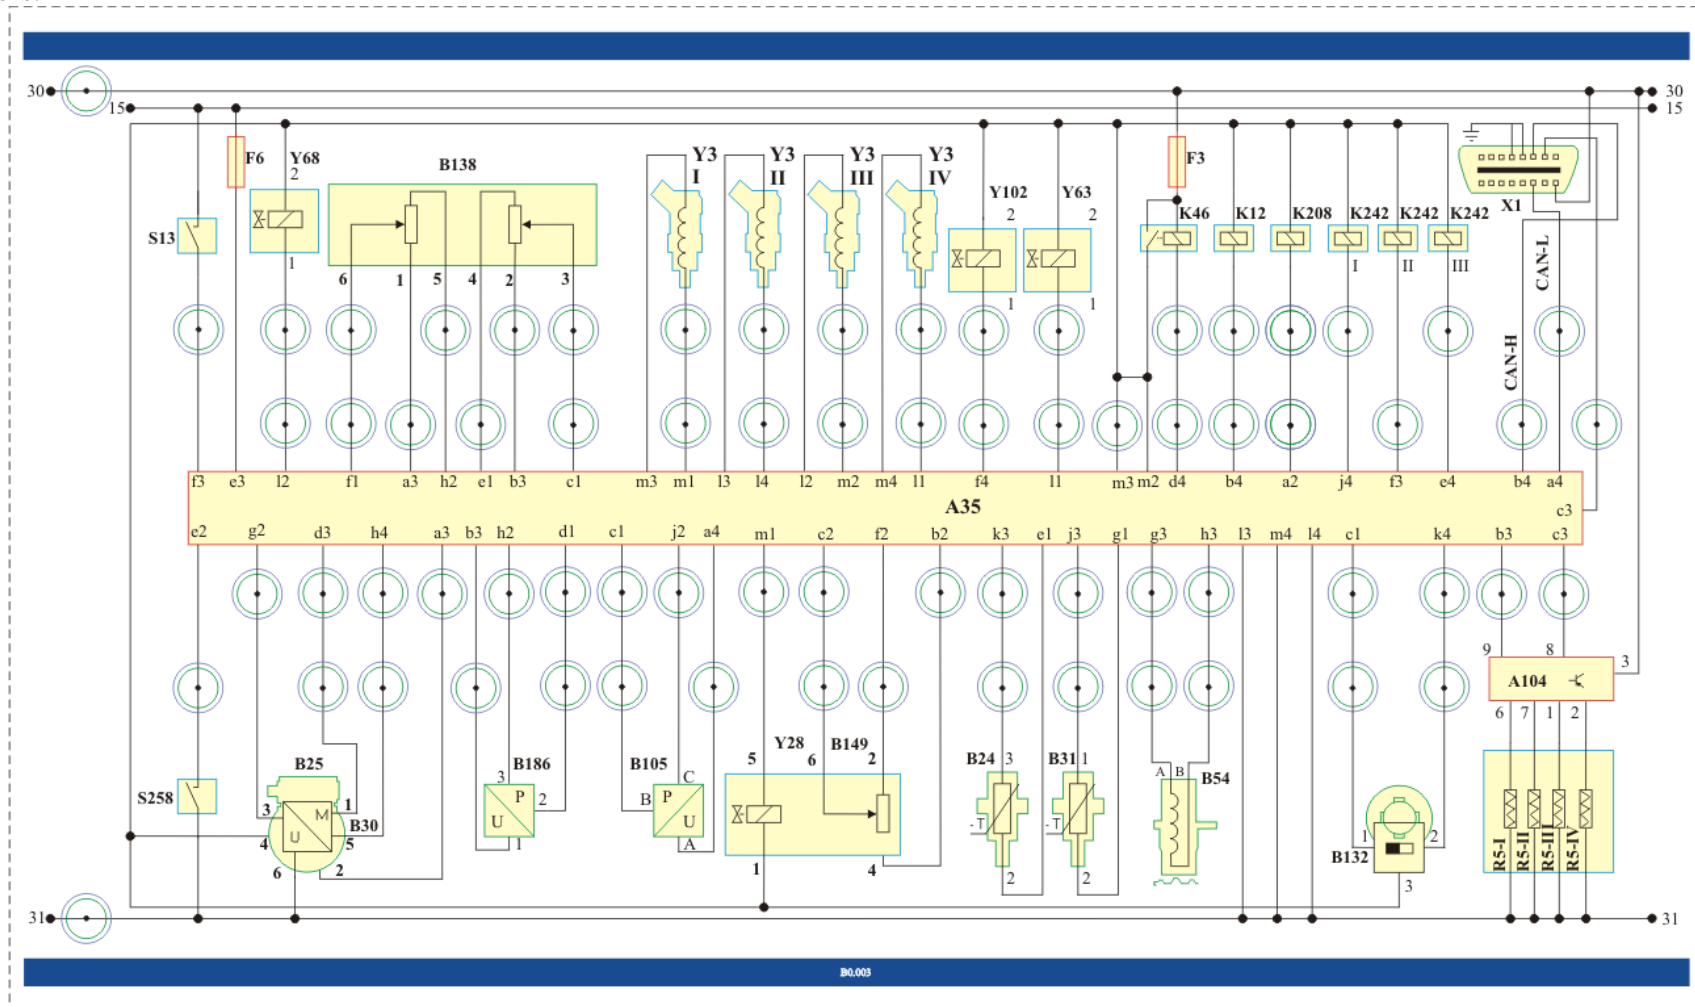 30 30
15 15
F6 Y68 B138 Y3 Y3 Y3 Y3 F3
2 I II III IV Y102 Y63 X1
S13 2 2 K46 K12 K208 K242 K242 K242
1 6 1 5 4 2 3 I II III
1 1 CAN-L
CAN-H
f3 e3 l2 f1 a3 h2 e1 b3 c1 m3 m1 l3 l4 l2 m2 m4 l1 f4 l1 m3 m2 d4 b4 a2 j4 f3 e4 b4 a4
A35 c3
e2 g2 d3 h4 a3 b3 h2 d1 c1 j2 a4 m1 c2 f2 b2 k3 e1 j3 g1 g3 h3 l3 m4 l4 c1 k4 b3 c3
9 8 3
A104
6 7 1 2
Y28 B149
5 6 2 B24 3 B31 1
B25 B186 B105 A B B54
3 C
S258 3 1 P 2 B P
M
U B30 U U -T -T
4 5 1 A 1 2
B132
6 2 1 4 2 2 3
R5-I R5-II R5-III R5-IV
31 31
B0.003